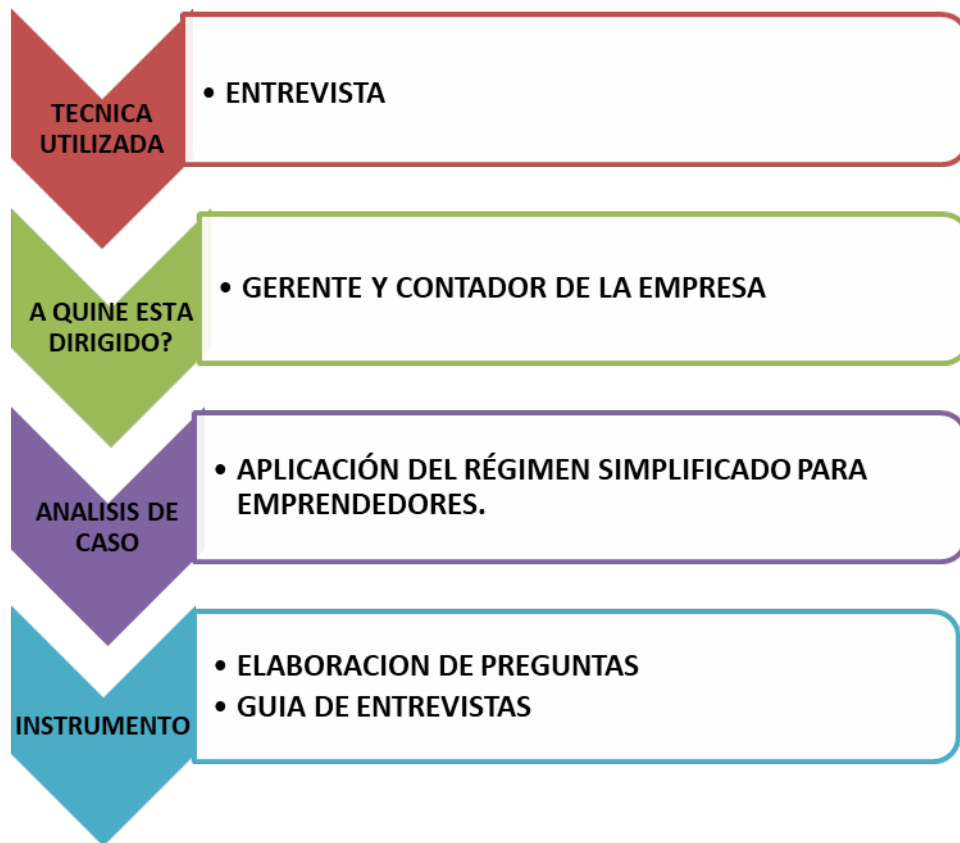 TECNICA
UTILIZADA
• ENTREVISTA
A QUINE ESTA
DIRIGIDO?
• GERENTE Y CONTADOR DE LA EMPRESA
ANALISIS DE
CASO
• APLICACIÓN DEL RÉGIMEN SIMPLIFICADO PARA
EMPRENDEDORES.
INSTRUMENTO
• ELABORACION DE PREGUNTAS
• GUIA DE ENTREVISTAS